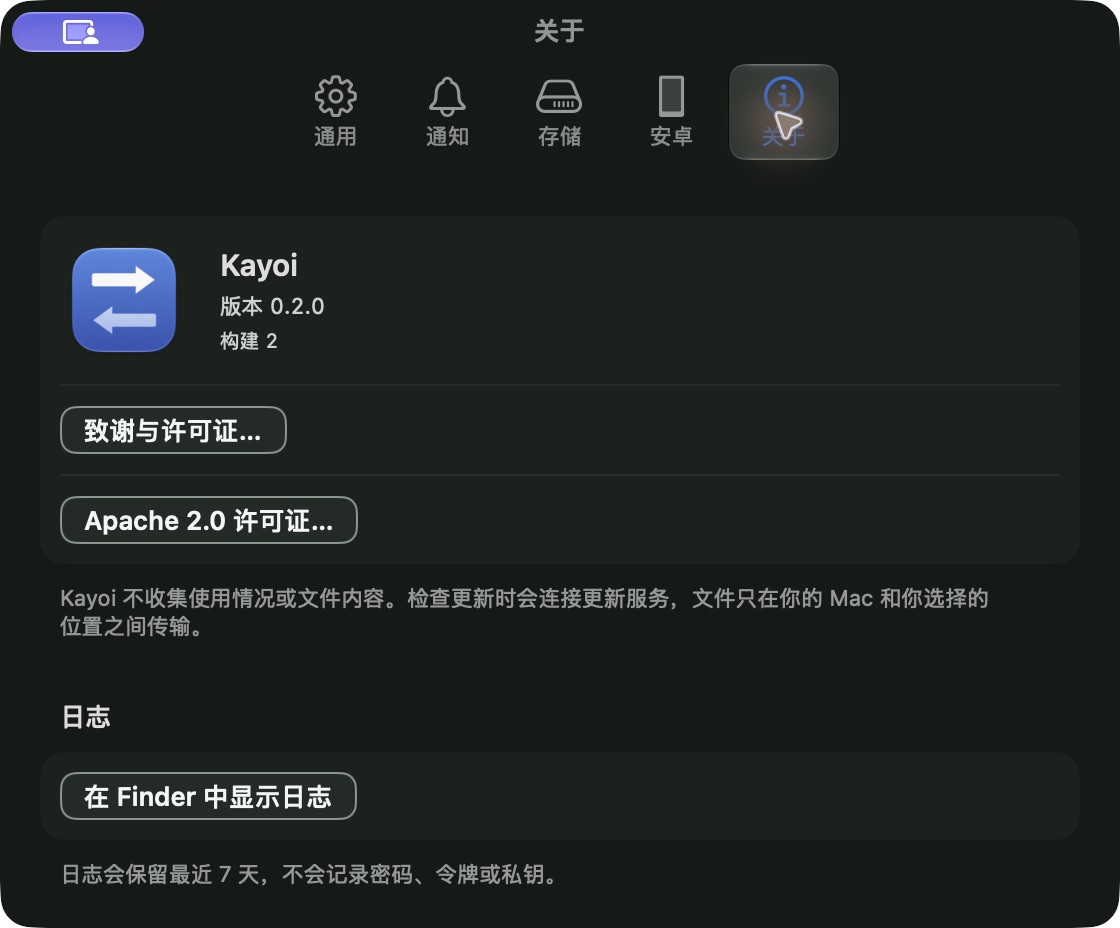 关于
通用
通知
存储
安卓
关于
Kayoi
版本 0.2.0
构建 2
致谢与许可证...
Apache 2.0 许可证...
Kayoi 不收集使用情况或文件内容。检查更新时会连接更新服务，文件只在你的 Mac 和你选择的
位置之间传输。
日志
在 Finder 中显示日志
日志会保留最近 7 天，不会记录密码、令牌或私钥。